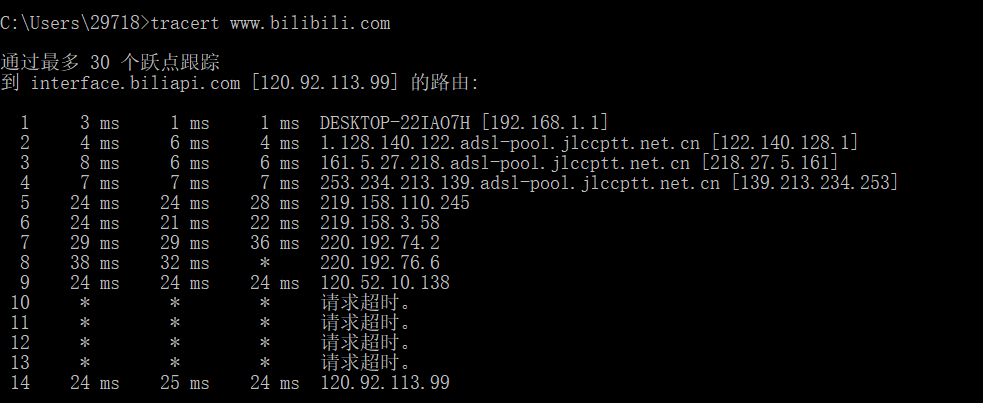 C:\Users\29718>tracert www.bilibili.com
通过最多 30 个跃点跟踪
到 interface.biliapi.com [120.92.113.99] 的路由:
1 3 ms 1 ms 1 ms DESKTOP-22IAO7H [192.168.1.1]
2 4 ms 6 ms 4 ms 1.128.140.122.adsl-pool.jlccptt.net.cn [122.140.128.1]
3 8 ms 6 ms 6 ms 161.5.27.218.adsl-pool.jlccptt.net.cn [218.27.5.161]
4 7 ms 7 ms 7 ms 253.234.213.139.adsl-pool.jlccptt.net.cn [139.213.234.253]
5 24 ms 24 ms 28 ms 219.158.110.245
6 24 ms 21 ms 22 ms 219.158.3.58
7 29 ms 29 ms 36 ms 220.192.74.2
8 38 ms 32 ms * 220.192.76.6
9 24 ms 24 ms 24 ms 120.52.10.138
10 * * * 请求超时。
11 * * * 请求超时。
12 * * * 请求超时。
13 * * * 请求超时。
14 24 ms 25 ms 24 ms 120.92.113.99